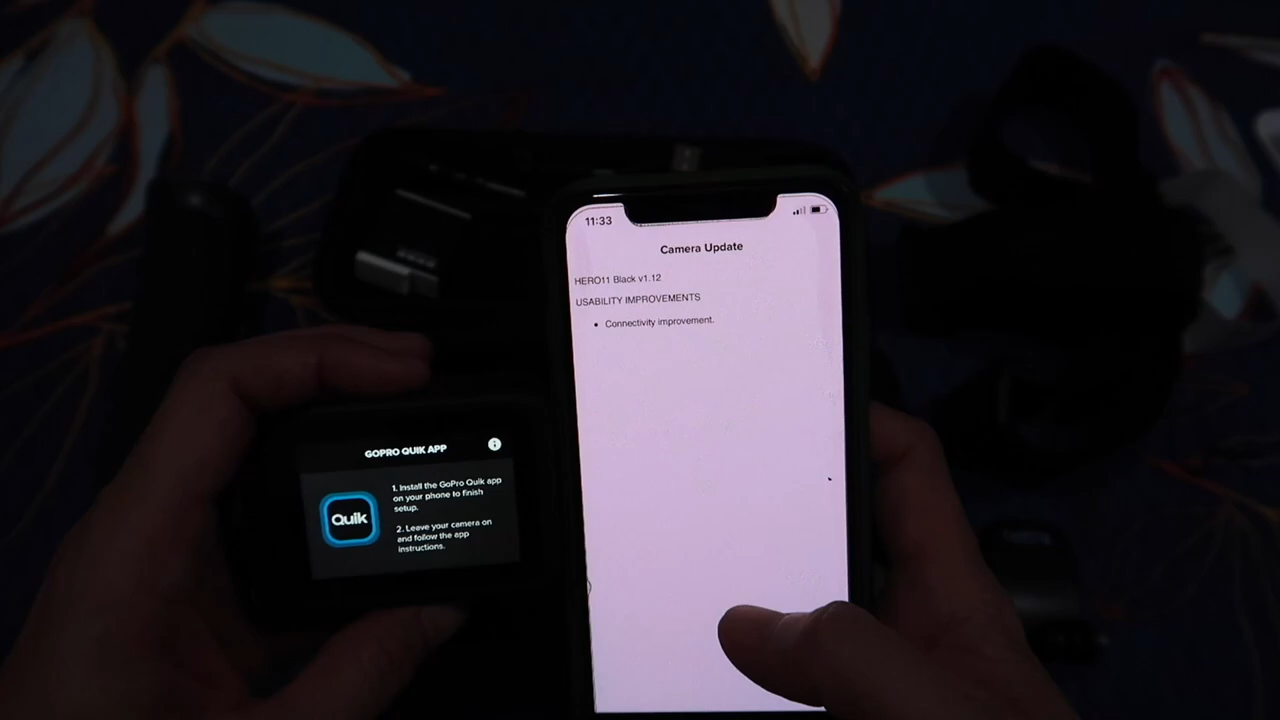 11:33
Camera Update
HERO11 Black v1.12
USABILITY IMPROVEMENTS
• Connectivity improvement.
GOPRO QUIK APP
Quik
1. Install the GoPro Quik app
on your phone to finish
setup.
2. Leave your camera on
and follow the app
instructions.